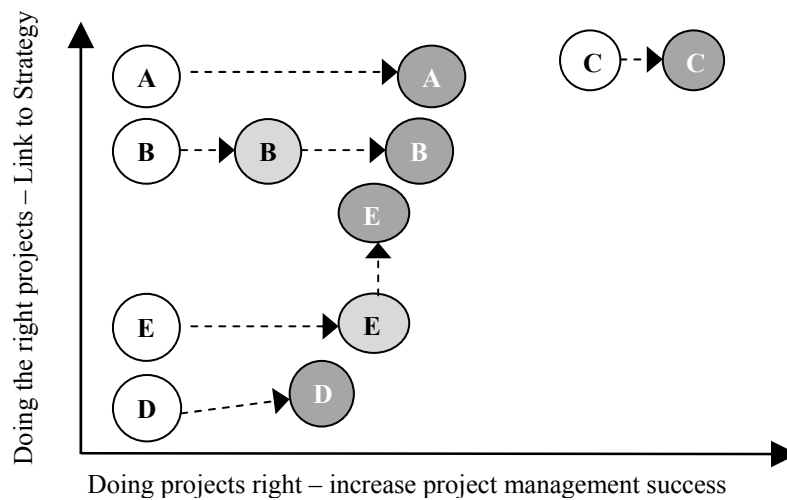 Doing the right projects – Link to Strategy
A A C C
B B B
E
E E
D D
Doing projects right – increase project management success